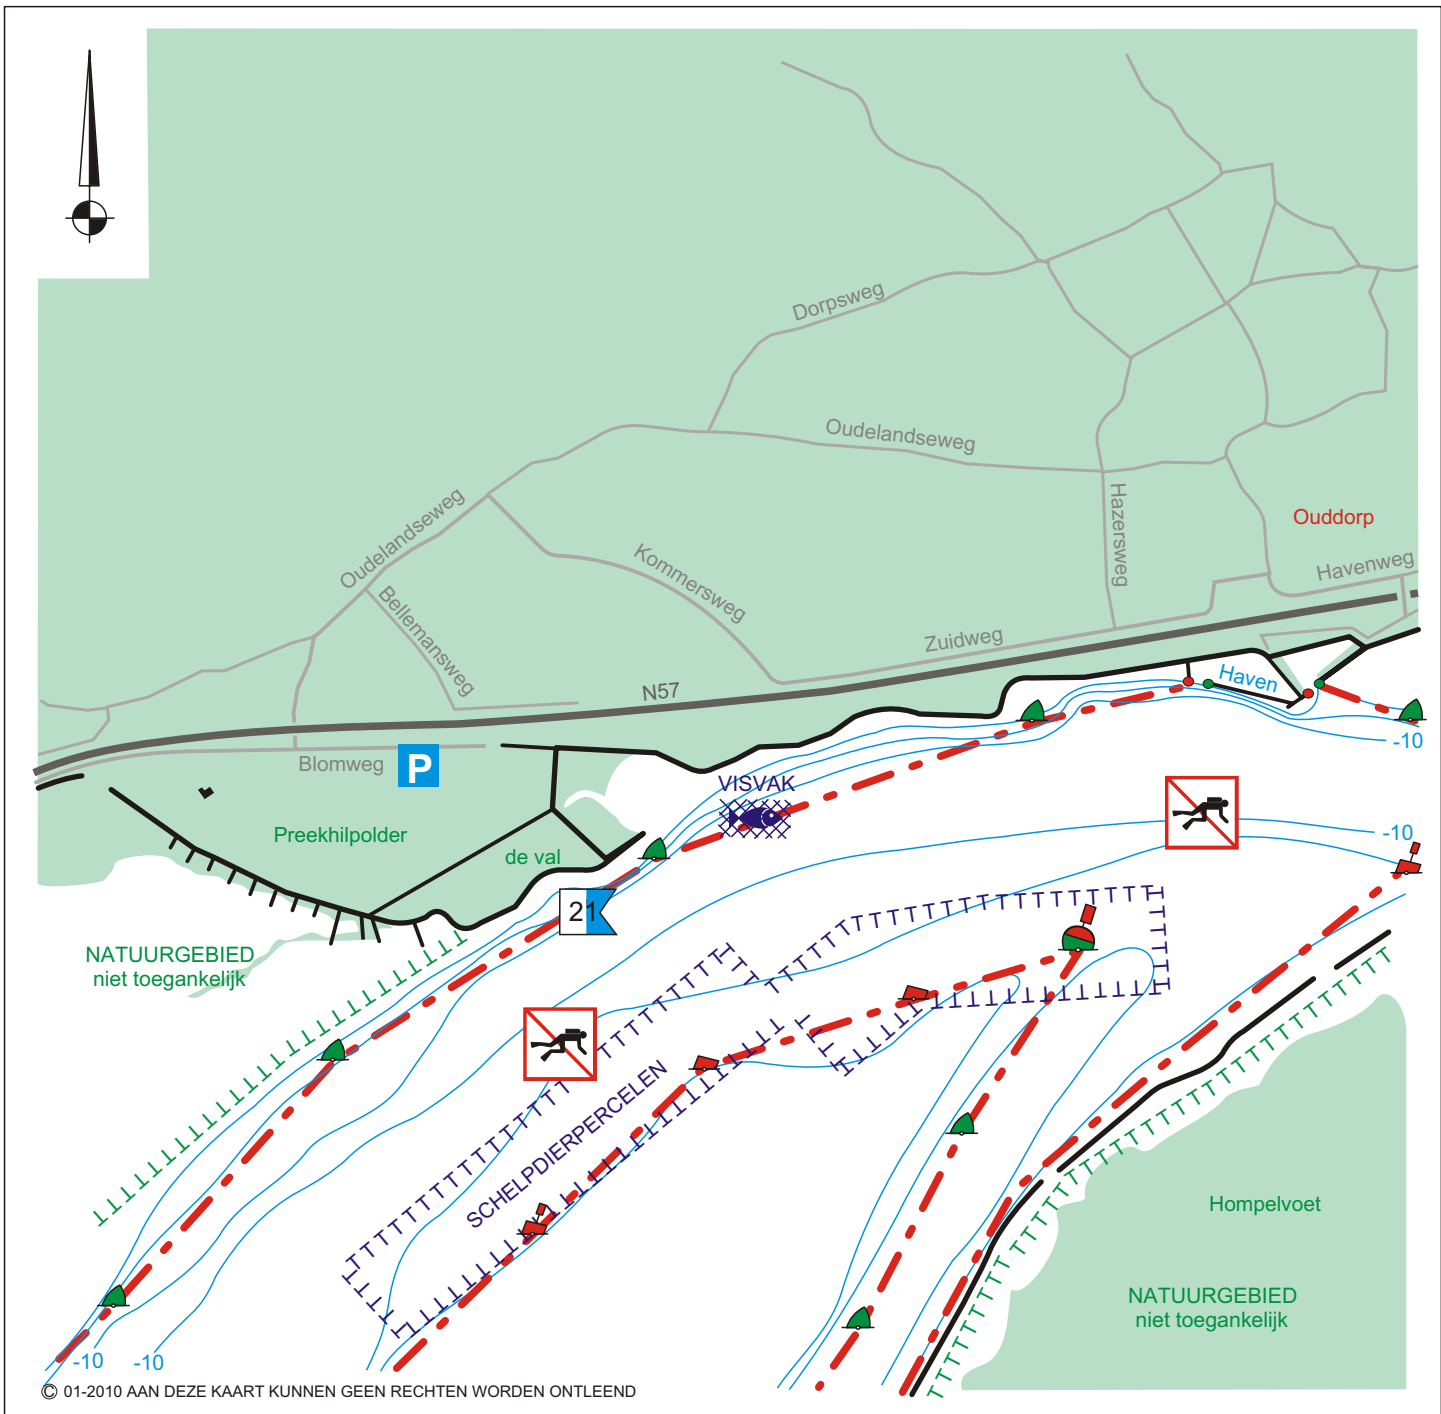 Dorpsweg
Oudelandseweg
Oudelandseweg
Hazersweg
Ouddorp
Kommersweg
Havenweg
Bellemansweg
Zuidweg
N57
Haven
-10
Blomweg
P
VISVAK
Preekhilpolder
de val
-10
21
NATUURGEBIED
niet toegankelijk
SCHELPDIERPERCELEN
Hompelvoet
NATUURGEBIED
niet toegankelijk
-10
-10
© 01-2010 AAN DEZE KAART KUNNEN GEEN RECHTEN WORDEN ONTLEEND